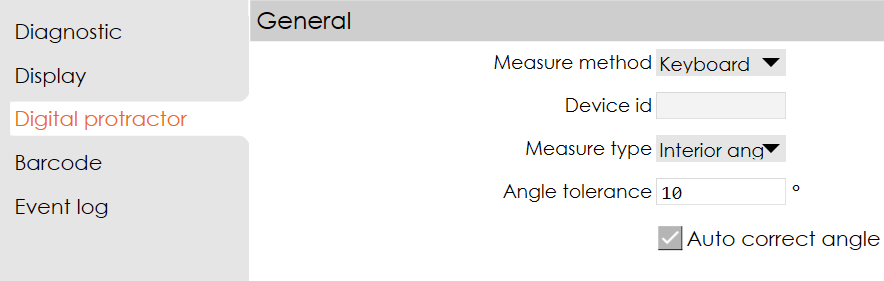 Diagnostic
Display
Digital protractor
Barcode
Event log
General
Measure method Keyboard
Device id
Measure type Interior ang
Angle tolerance 10 °
Auto correct angle